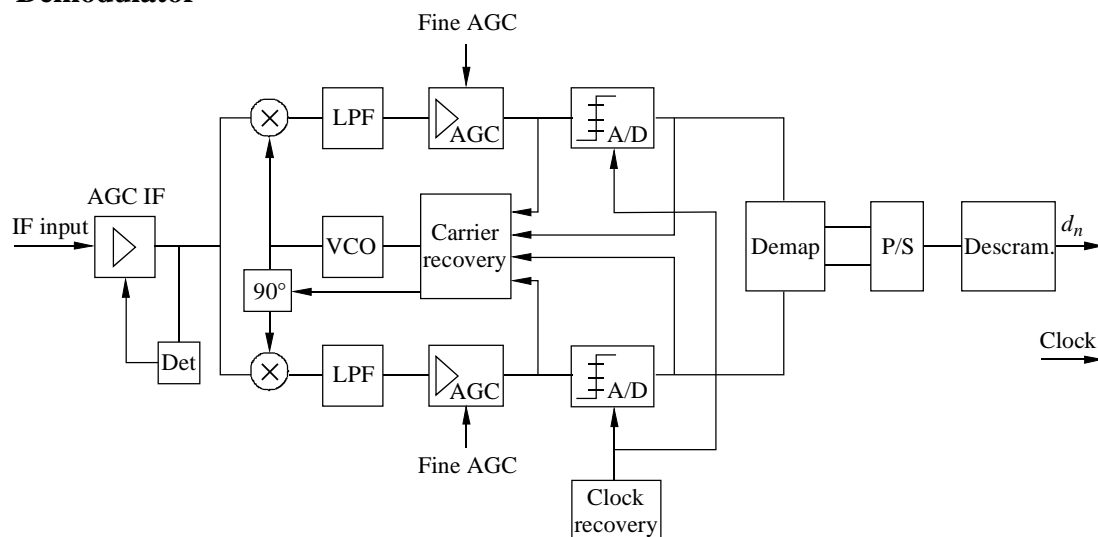 Demodulator
Fine AGC
LPF
AGC
A/D
AGC IF
IF input
VCO
Carrier
recovery
90°
Det
Demap
P/S
Descram.
dn
Clock
LPF
AGC
A/D
Fine AGC
Clock
recovery